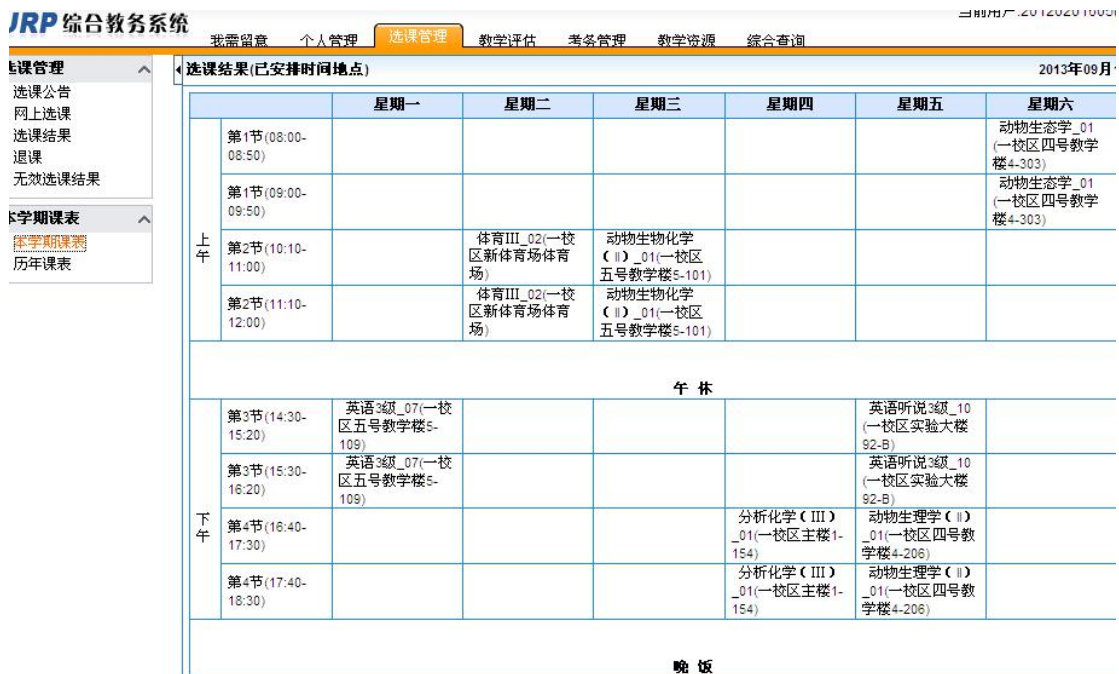 URP 综合教务系统
当前用户:20120201605
我需留意 个人管理 选课管理 教学评估 考务管理 教学资源 综合查询
选课管理
选课公告
网上选课
选课结果
退课
无效选课结果
本学期课表
本学期课表
历年课表
选课结果(已安排时间地点)
2013年09月
星期一 星期二 星期三 星期四 星期五 星期六
上午
第1节(08:00-
08:50)
动物生态学_01
(一校区四号教学
楼4-303)
第1节(09:00-
09:50)
动物生态学_01
(一校区四号教学
楼4-303)
第2节(10:10-
11:00)
体育III_02(一校
区新体育场体育
场)
动物生物化学
(Ⅱ)_01(一校区
五号教学楼5-101)
第2节(11:10-
12:00)
体育III_02(一校
区新体育场体育
场)
动物生物化学
(Ⅱ)_01(一校区
五号教学楼5-101)
午 休
下午
第3节(14:30-
15:20)
英语3级_07(一校
区五号教学楼5-
109)
英语听说3级_10
(一校区实验大楼
92-B)
第3节(15:30-
16:20)
英语3级_07(一校
区五号教学楼5-
109)
英语听说3级_10
(一校区实验大楼
92-B)
第4节(16:40-
17:30)
分析化学(III)
_01(一校区主楼1-
154)
动物生理学(Ⅱ)
_01(一校区四号教
学楼4-206)
第4节(17:40-
18:30)
分析化学(III)
_01(一校区主楼1-
154)
动物生理学(Ⅱ)
_01(一校区四号教
学楼4-206)
晚 饭